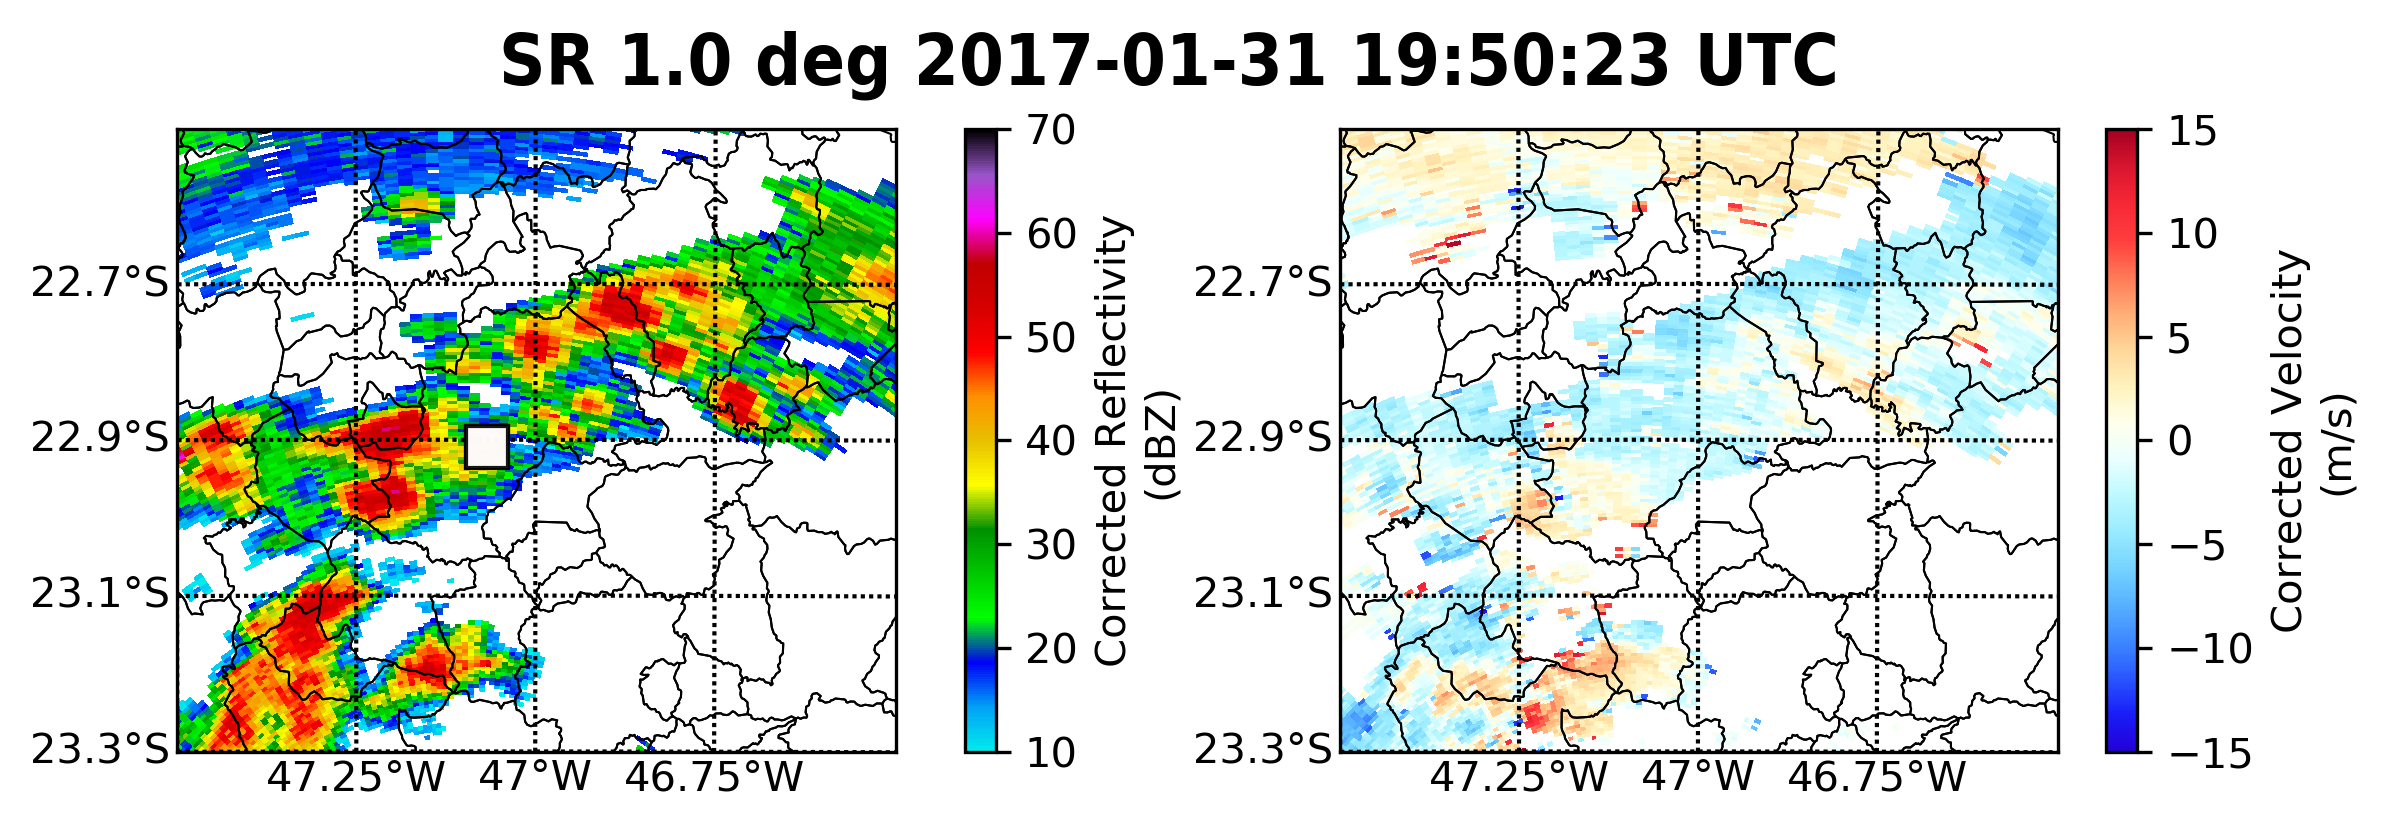 SR 1.0 deg 2017-01-31 19:50:23 UTC
22.7°S
22.9°S
23.1°S
23.3°S
47.25°W
47°W
46.75°W
70
60
50
40
30
20
10
Corrected Reflectivity
(dBZ)
22.7°S
22.9°S
23.1°S
23.3°S
47.25°W
47°W
46.75°W
15
10
5
0
−5
−10
−15
Corrected Velocity
(m/s)